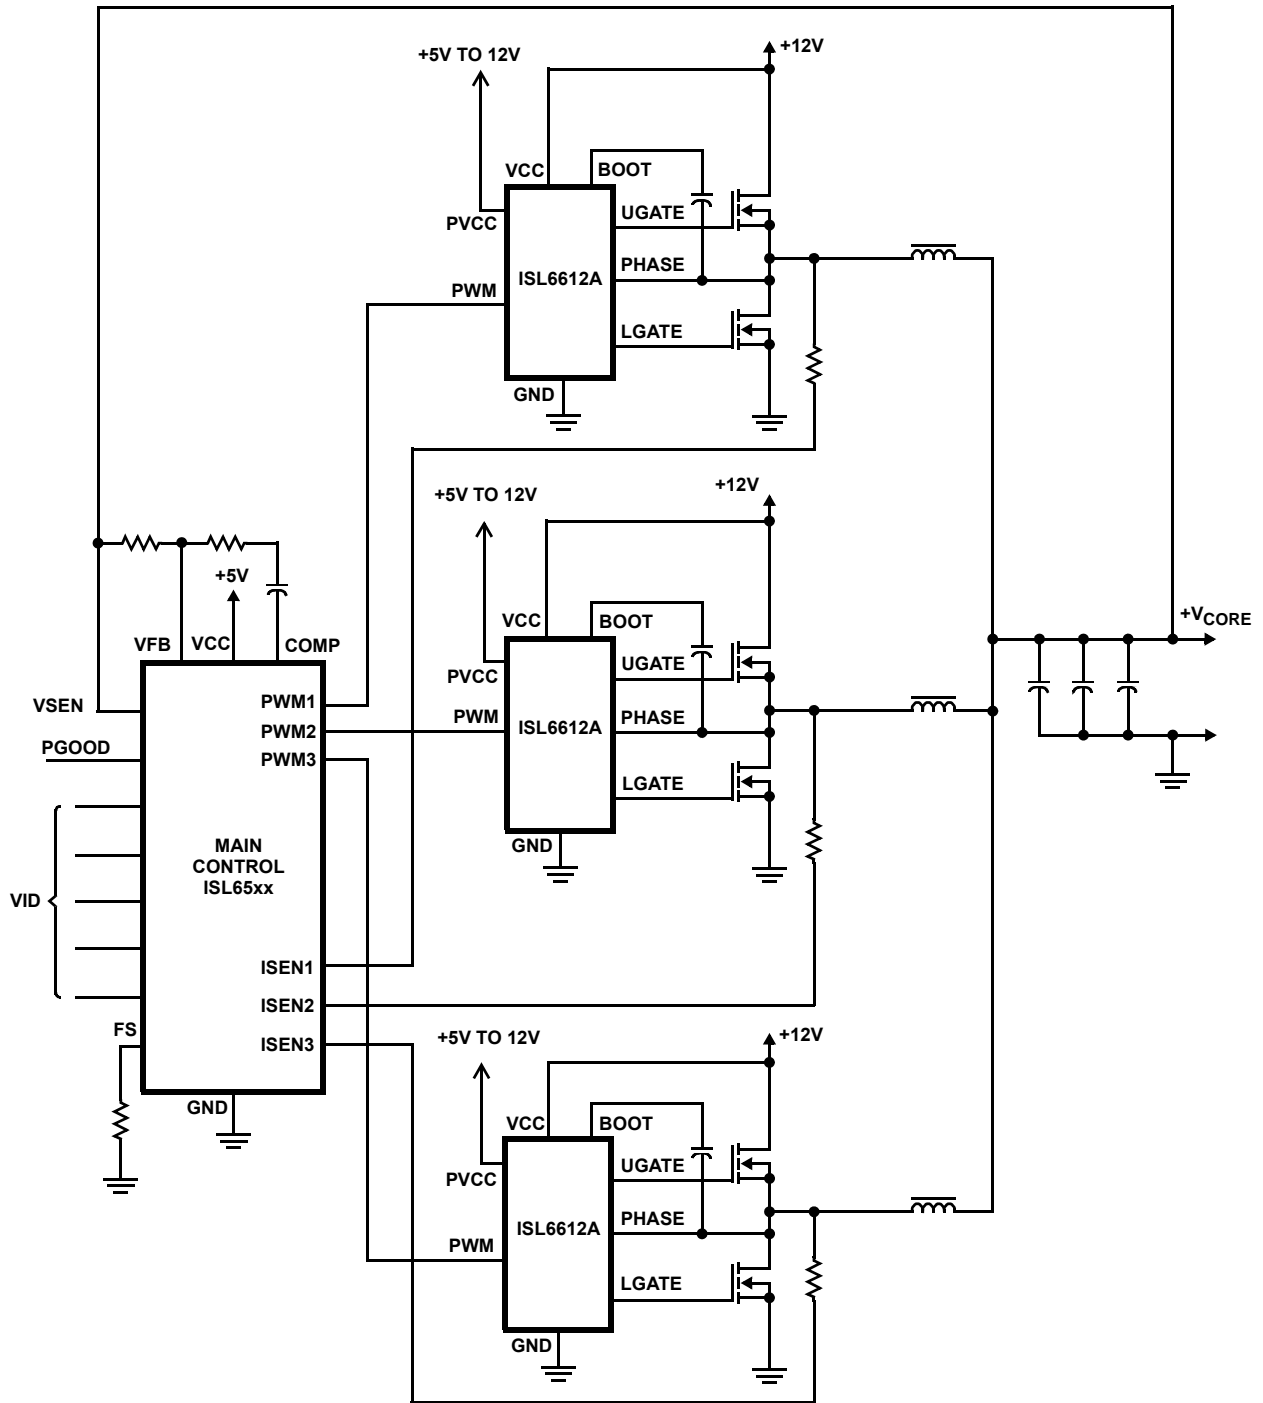 +5V TO 12V
+12V
VCC
BOOT
PVCC
UGATE
ISL6612A
PHASE
PWM
LGATE
GND
+5V TO 12V
+12V
VCC
BOOT
PVCC
UGATE
PWM
ISL6612A
PHASE
LGATE
GND
+5V
VFB
VCC
COMP
VSEN
PWM1
PWM2
PGOOD
PWM3
MAIN
CONTROL
ISL65xx
VID
ISEN1
ISEN2
FS
ISEN3
GND
+VCORE
+5V TO 12V
+12V
VCC
BOOT
PVCC
UGATE
ISL6612A
PHASE
PWM
LGATE
GND